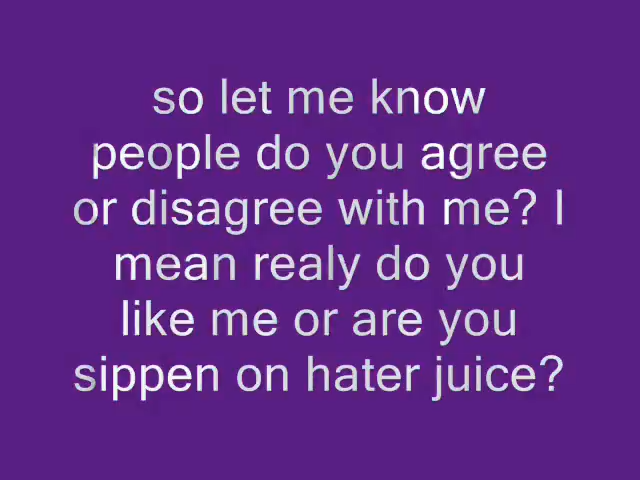 so let me know
people do you agree
or disagree with me? I
mean realy do you
like me or are you
sippen on hater juice?